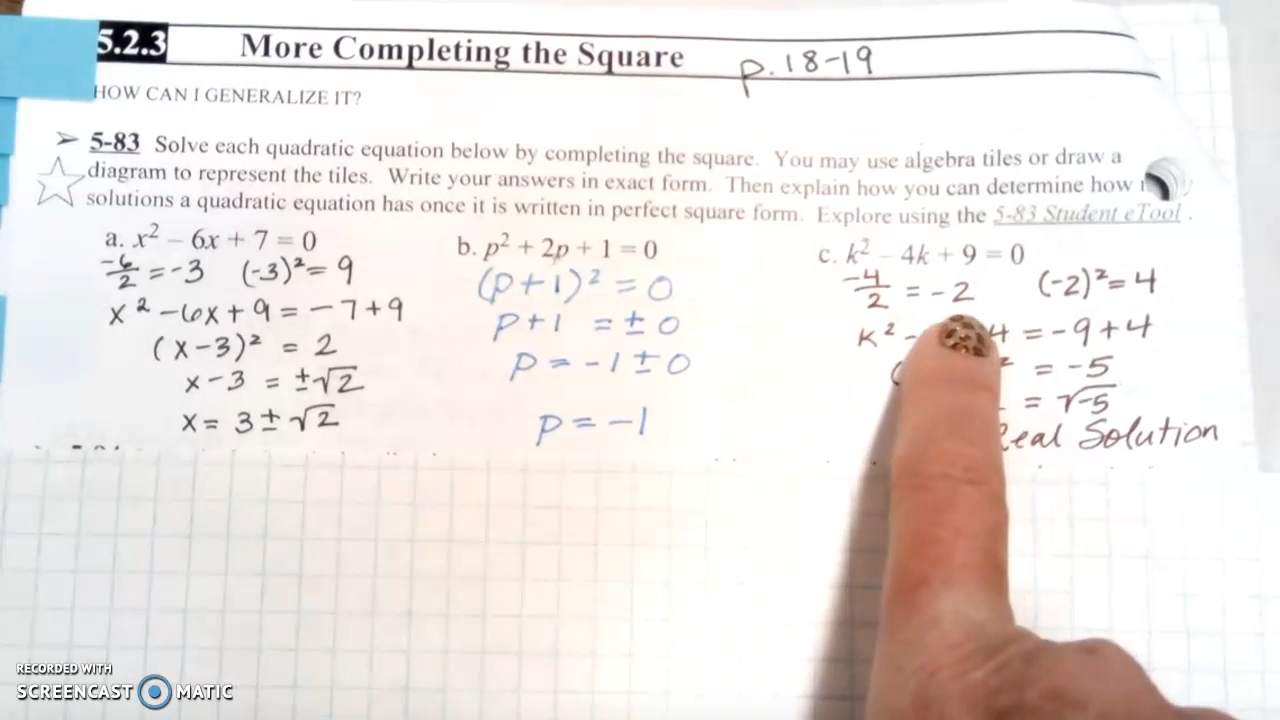 5.2.3 More Completing the Square p. 18-19
HOW CAN I GENERALIZE IT?
➢ 5-83 Solve each quadratic equation below by completing the square. You may use algebra tiles or draw a
diagram to represent the tiles. Write your answers in exact form. Then explain how you can determine how
solutions a quadratic equation has once it is written in perfect square form. Explore using the 5-83 Student eTool .
a. x² – 6x + 7 = 0
-6/2 = -3 (-3)² = 9
x² - 6x + 9 = -7 + 9
(x - 3)² = 2
x - 3 = ±√2
x = 3 ± √2
b. p² + 2p + 1 = 0
(p + 1)² = 0
p + 1 = ± 0
p = -1 ± 0
p = -1
c. k² – 4k + 9 = 0
-4/2 = -2 (-2)² = 4
k² - 4 = -9 + 4
² = -5
= √-5
Real Solution
RECORDED WITH
SCREENCAST MATIC